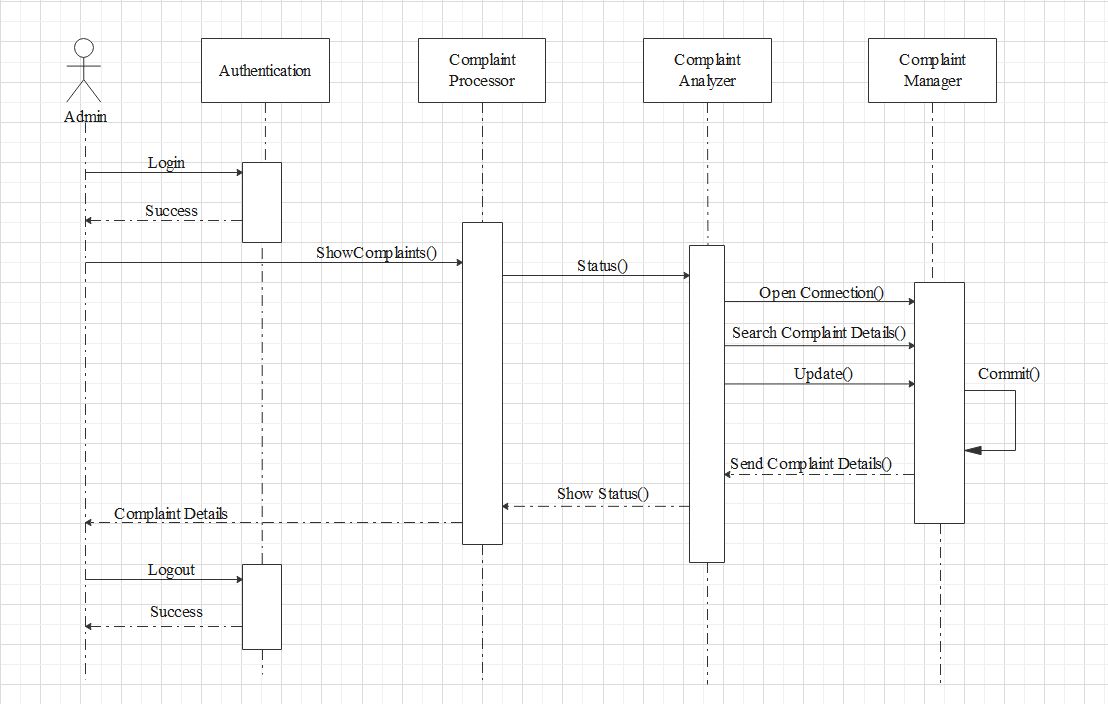 Admin
Authentication
Complaint
Processor
Complaint
Analyzer
Complaint
Manager
Login
Success
ShowComplaints()
Status()
Open Connection()
Search Complaint Details()
Update()
Commit()
Send Complaint Details()
Show Status()
Complaint Details
Logout
Success